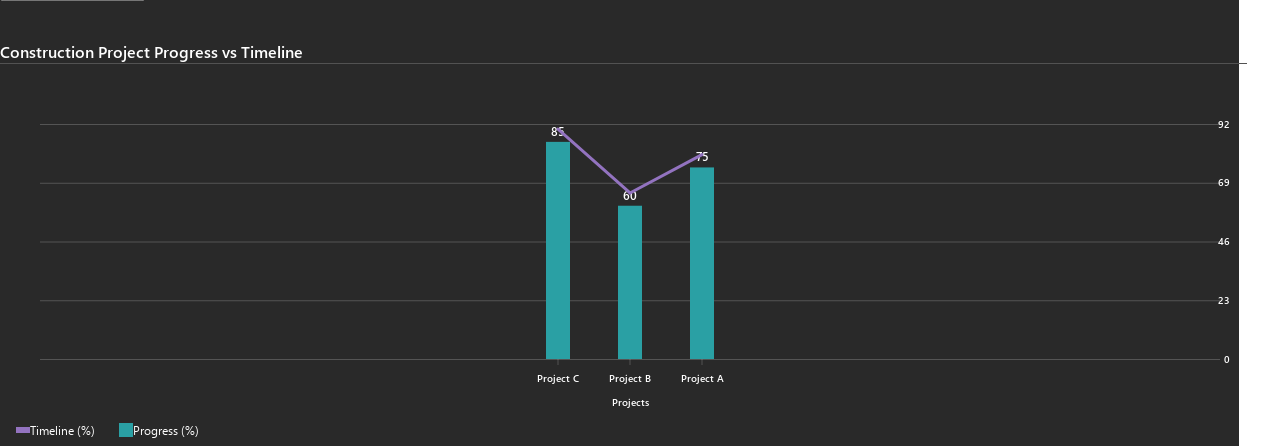 Construction Project Progress vs Timeline
92
69
46
23
0
85
60
75
Project C
Project B
Project A
Projects
Timeline (%)
Progress (%)